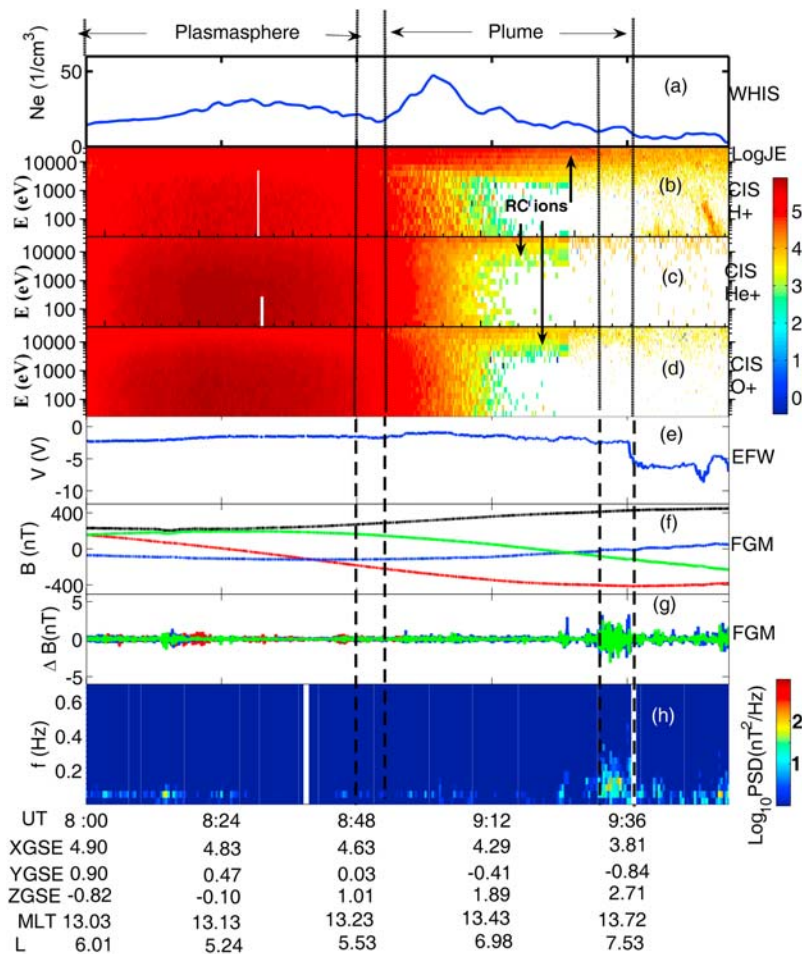 Plasmasphere Plume
Ne (1/cm³) 50 0 (a) WHIS
LogJE
E (eV) 10000 1000 100 (b) CIS H+
RC ions
E (eV) 10000 1000 100 (c) CIS He+
E (eV) 10000 1000 100 (d) CIS O+
5 4 3 2 1 0
V (V) 0 -5 -10 (e) EFW
B (nT) 400 0 -400 (f) FGM
Δ B(nT) 5 0 -5 (g) FGM
f (Hz) 0.6 0.4 0.2 (h)
2 1 Log₁₀PSD(nT²/Hz)
UT 8 :00 8:24 8:48 9:12 9:36
XGSE 4.90 4.83 4.63 4.29 3.81
YGSE 0.90 0.47 0.03 -0.41 -0.84
ZGSE -0.82 -0.10 1.01 1.89 2.71
MLT 13.03 13.13 13.23 13.43 13.72
L 6.01 5.24 5.53 6.98 7.53